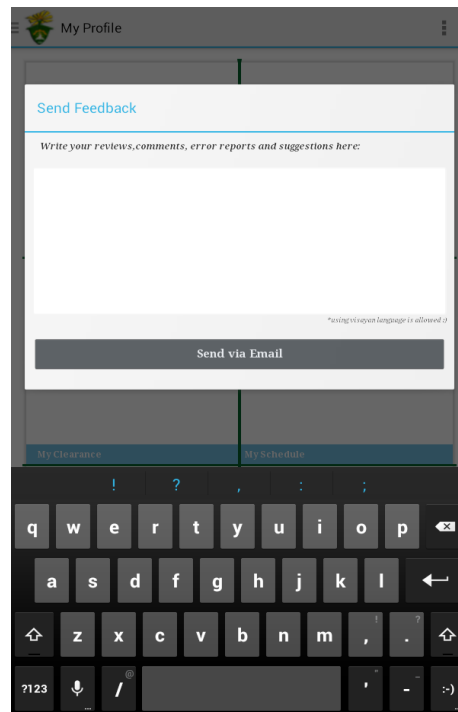 My Profile
Send Feedback
Write your reviews,comments, error reports and suggestions here:
*using visayan language is allowed :)
Send via Email
My Clearance
My Schedule
! ? , : ;
q w e r t y u i o p
a s d f g h j k l
! ?
z x c v b n m , .
@ " _
?123 / ' - :-)